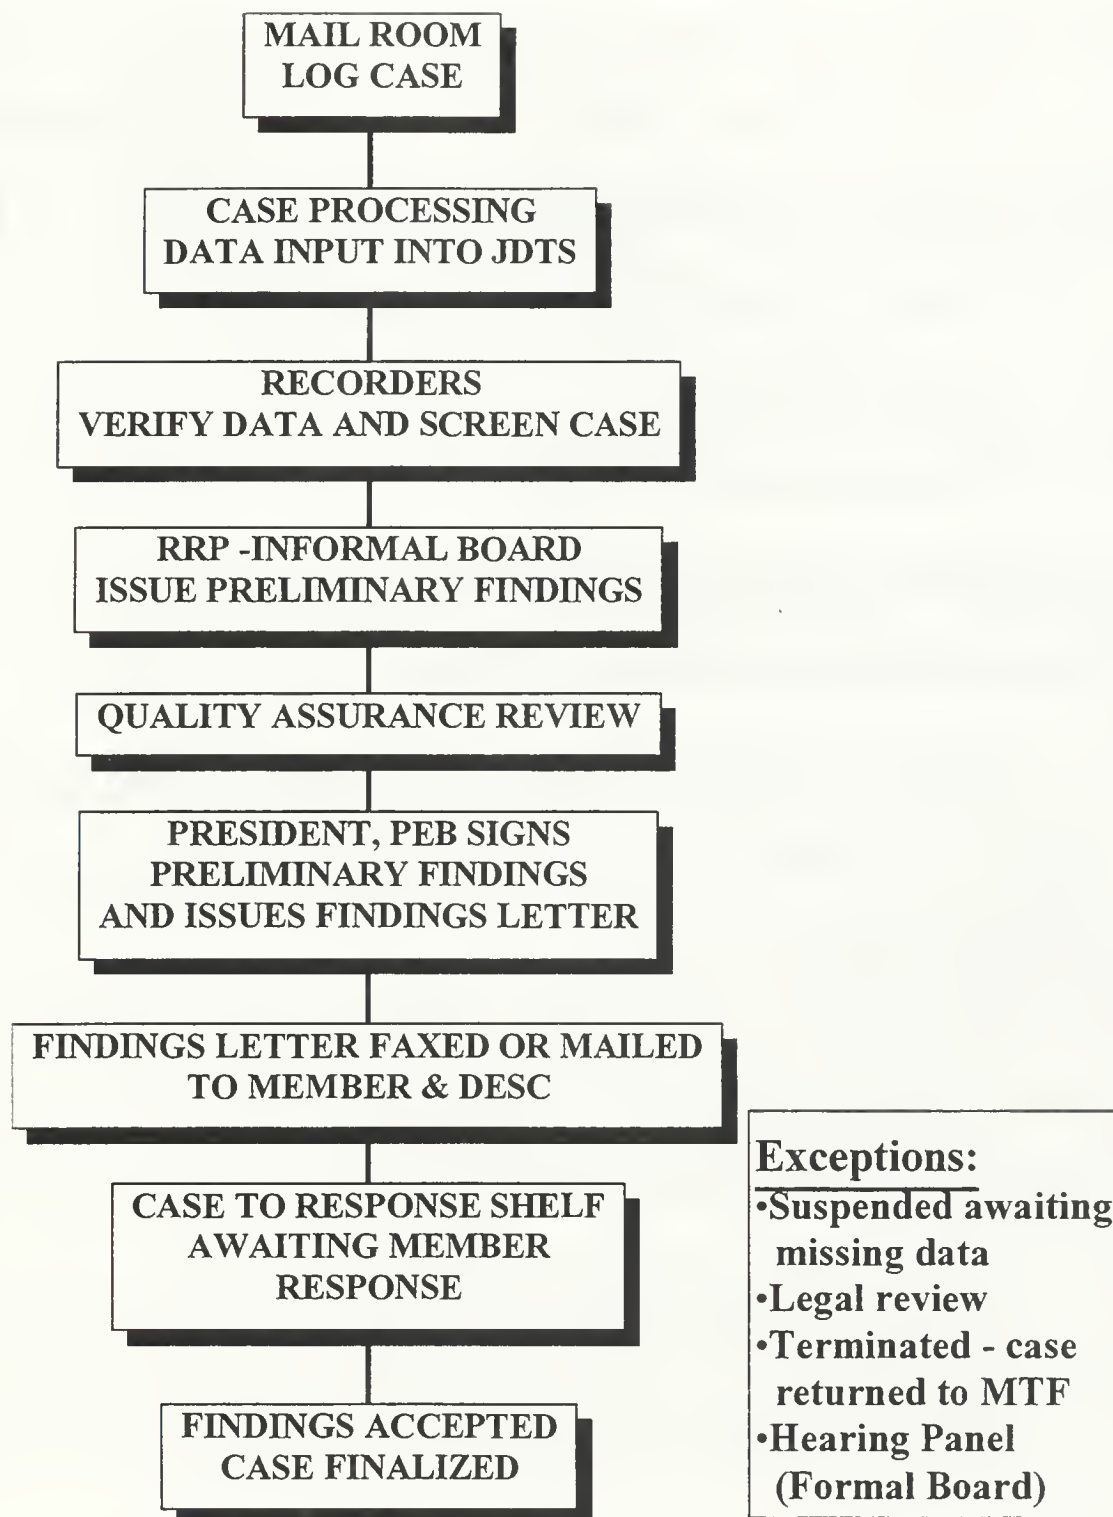 MAIL ROOM
LOG CASE
CASE PROCESSING
DATA INPUT INTO JDTS
RECORDERS
VERIFY DATA AND SCREEN CASE
RRP -INFORMAL BOARD
ISSUE PRELIMINARY FINDINGS
QUALITY ASSURANCE REVIEW
PRESIDENT, PEB SIGNS
PRELIMINARY FINDINGS
AND ISSUES FINDINGS LETTER
FINDINGS LETTER FAXED OR MAILED
TO MEMBER & DESC
CASE TO RESPONSE SHELF
AWAITING MEMBER
RESPONSE
FINDINGS ACCEPTED
CASE FINALIZED
Exceptions:
•Suspended awaiting
missing data
•Legal review
•Terminated - case
returned to MTF
•Hearing Panel
(Formal Board)